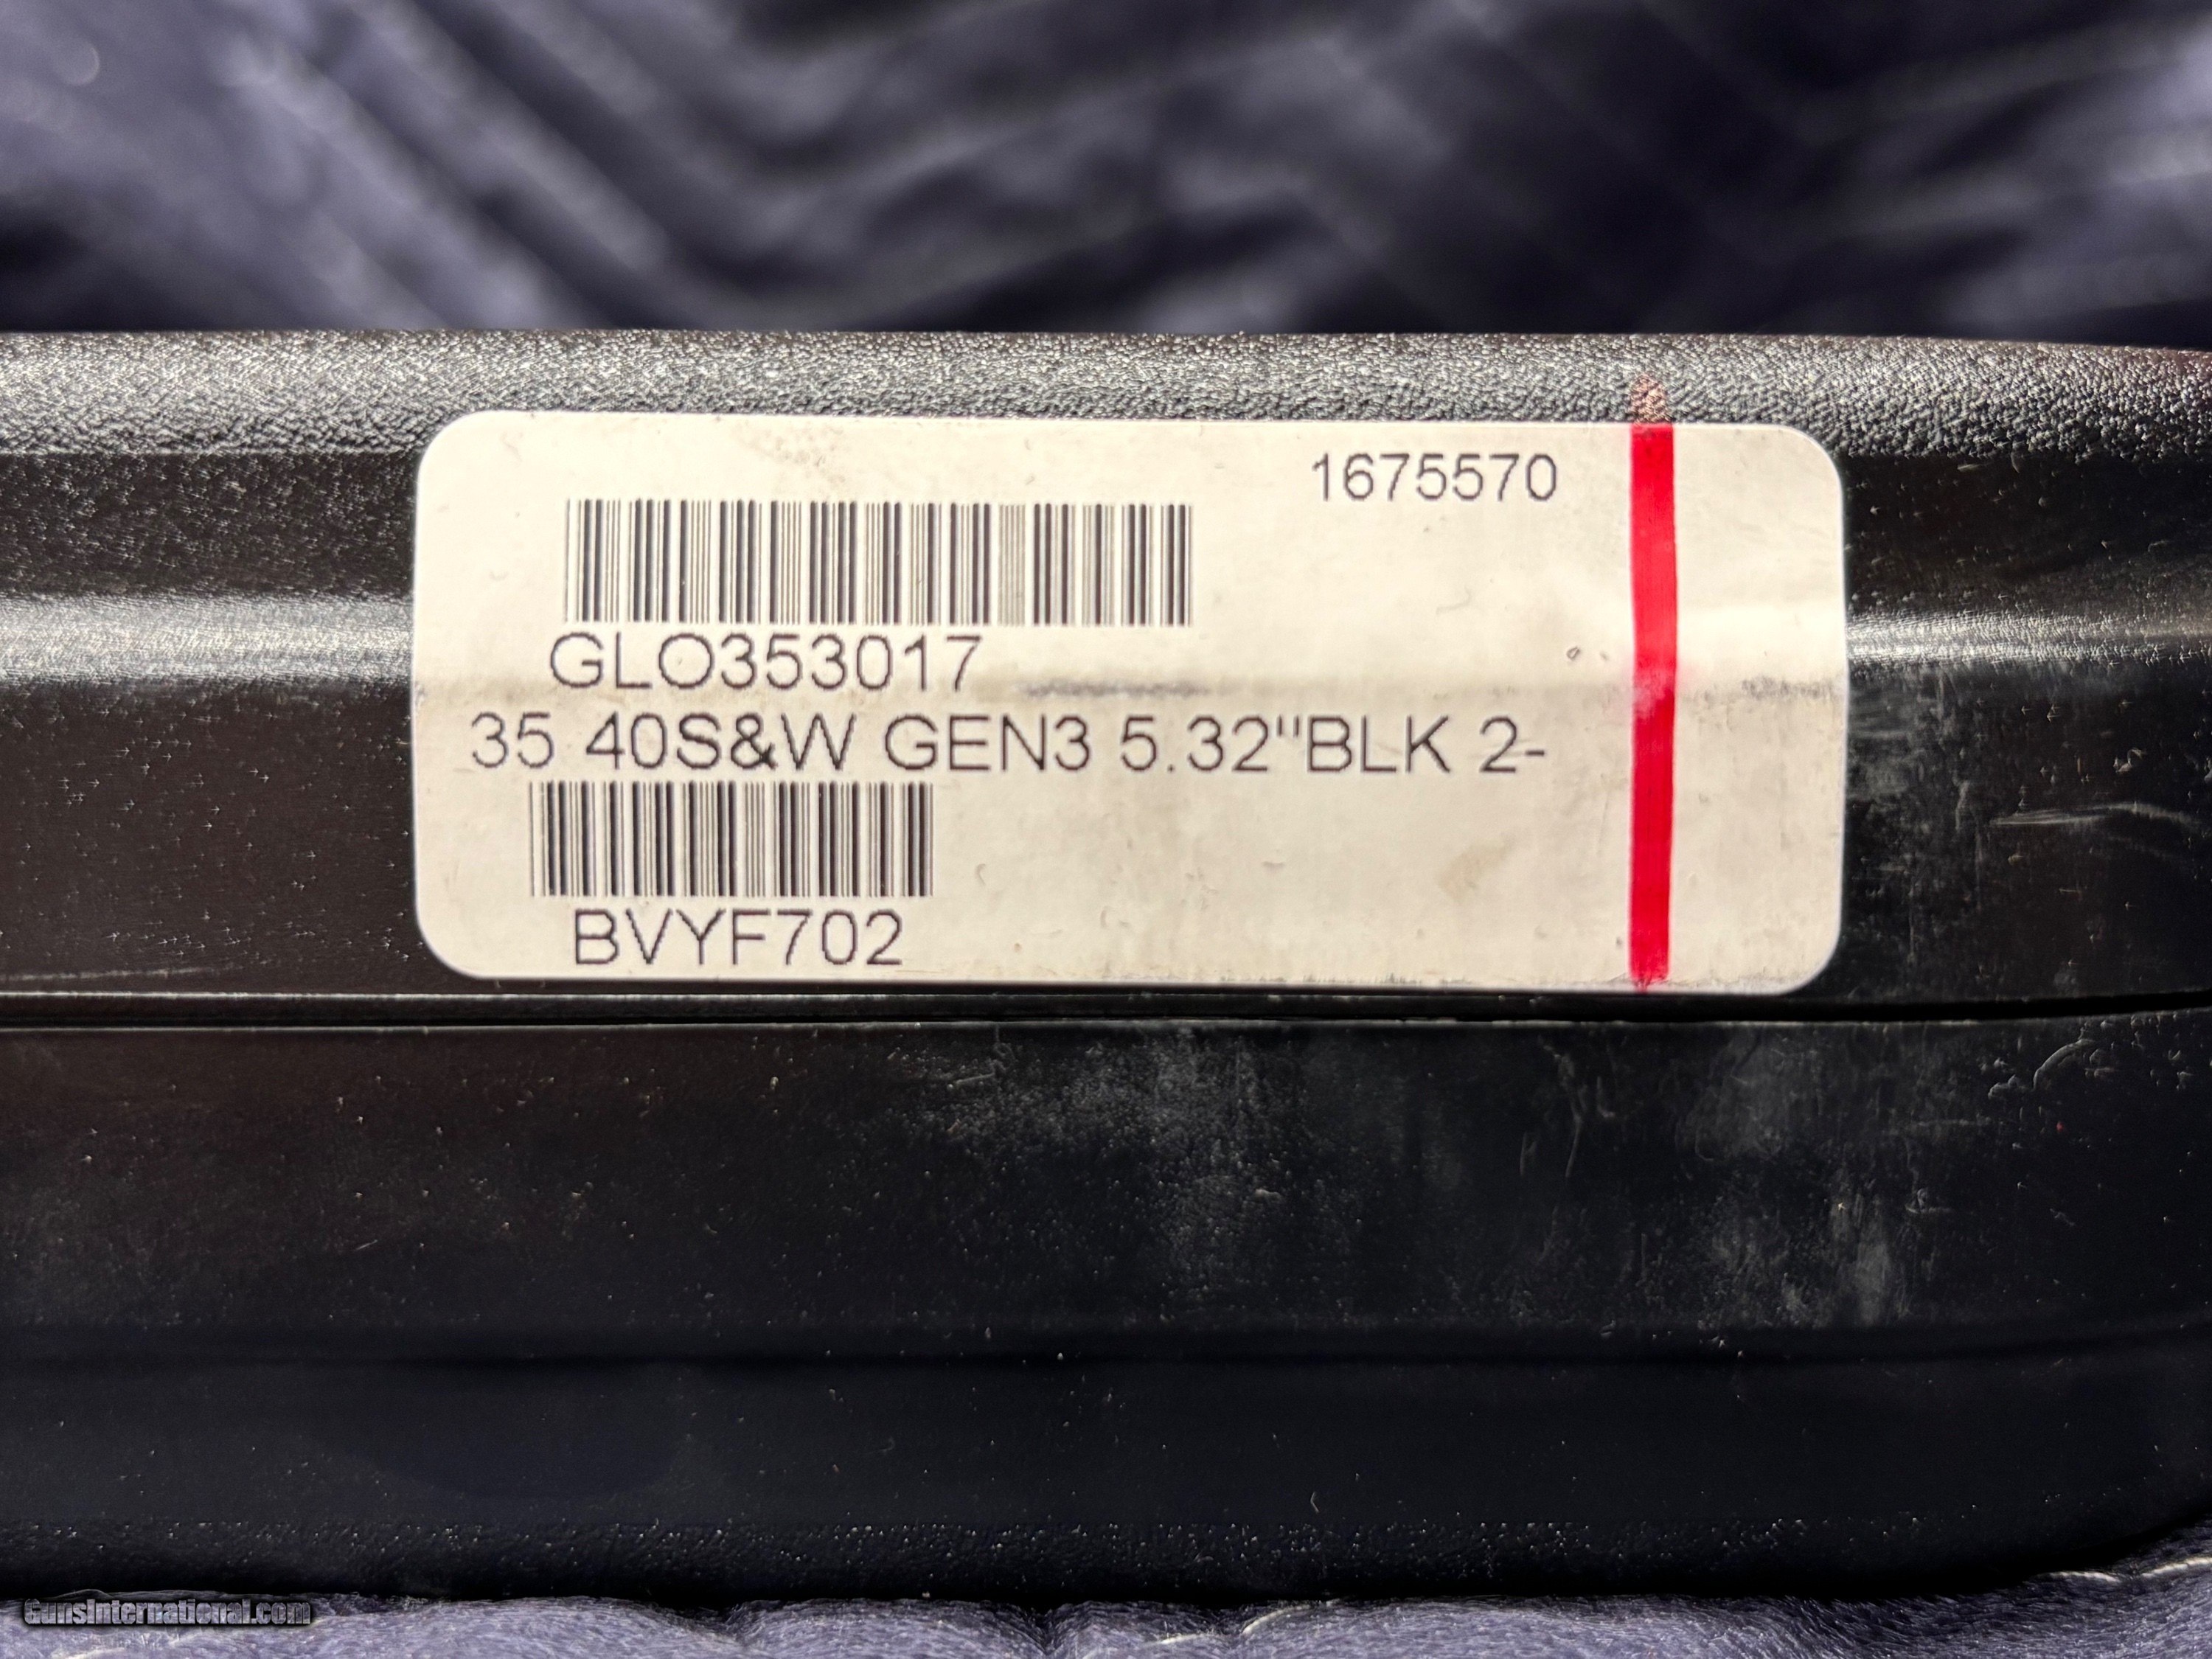 1675570
GLO353017
35 40S&W GEN3 5.32"BLK 2-
BVYF702
GunsInternational.com